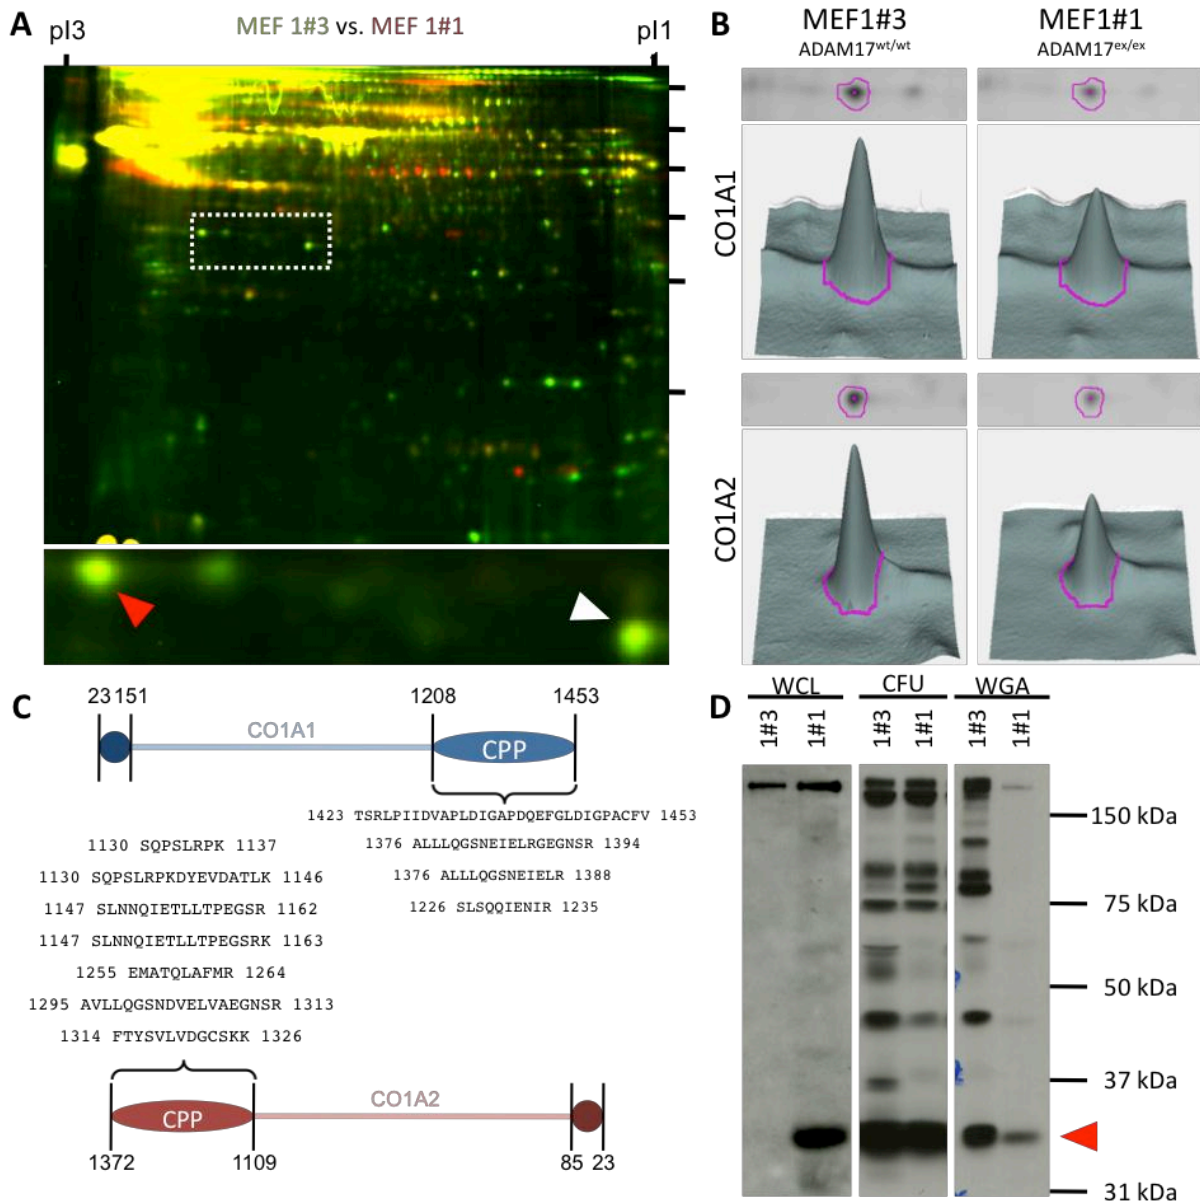 A
MEF 1#3 vs. MEF 1#1
pI3
pI1
B
MEF1#3
ADAM17wt/wt
MEF1#1
ADAM17ex/ex
CO1A1
CO1A2
C
23 151
1208
1453
CO1A1
CPP
1423 TSRLPIIDVAPLDIGAPDQEFGLDIGPACFV 1453
1376 ALLLQGSNEIELRGEGNSR 1394
1376 ALLLQGSNEIELR 1388
1226 SLSQQIENIR 1235
1130 SQPSLRPK 1137
1130 SQPSLRPKDYEVDATLK 1146
1147 SLNNQIETLLTPEGSR 1162
1147 SLNNQIETLLTPEGSRK 1163
1255 EMATQLAFMR 1264
1295 AVLLQGSNDVELVAEGNSR 1313
1314 FTYSVLVDGCSKK 1326
CPP
CO1A2
1372
1109
85 23
D
WCL
CFU
WGA
1#3
1#1
1#3
1#1
1#3
1#1
150 kDa
75 kDa
50 kDa
37 kDa
31 kDa